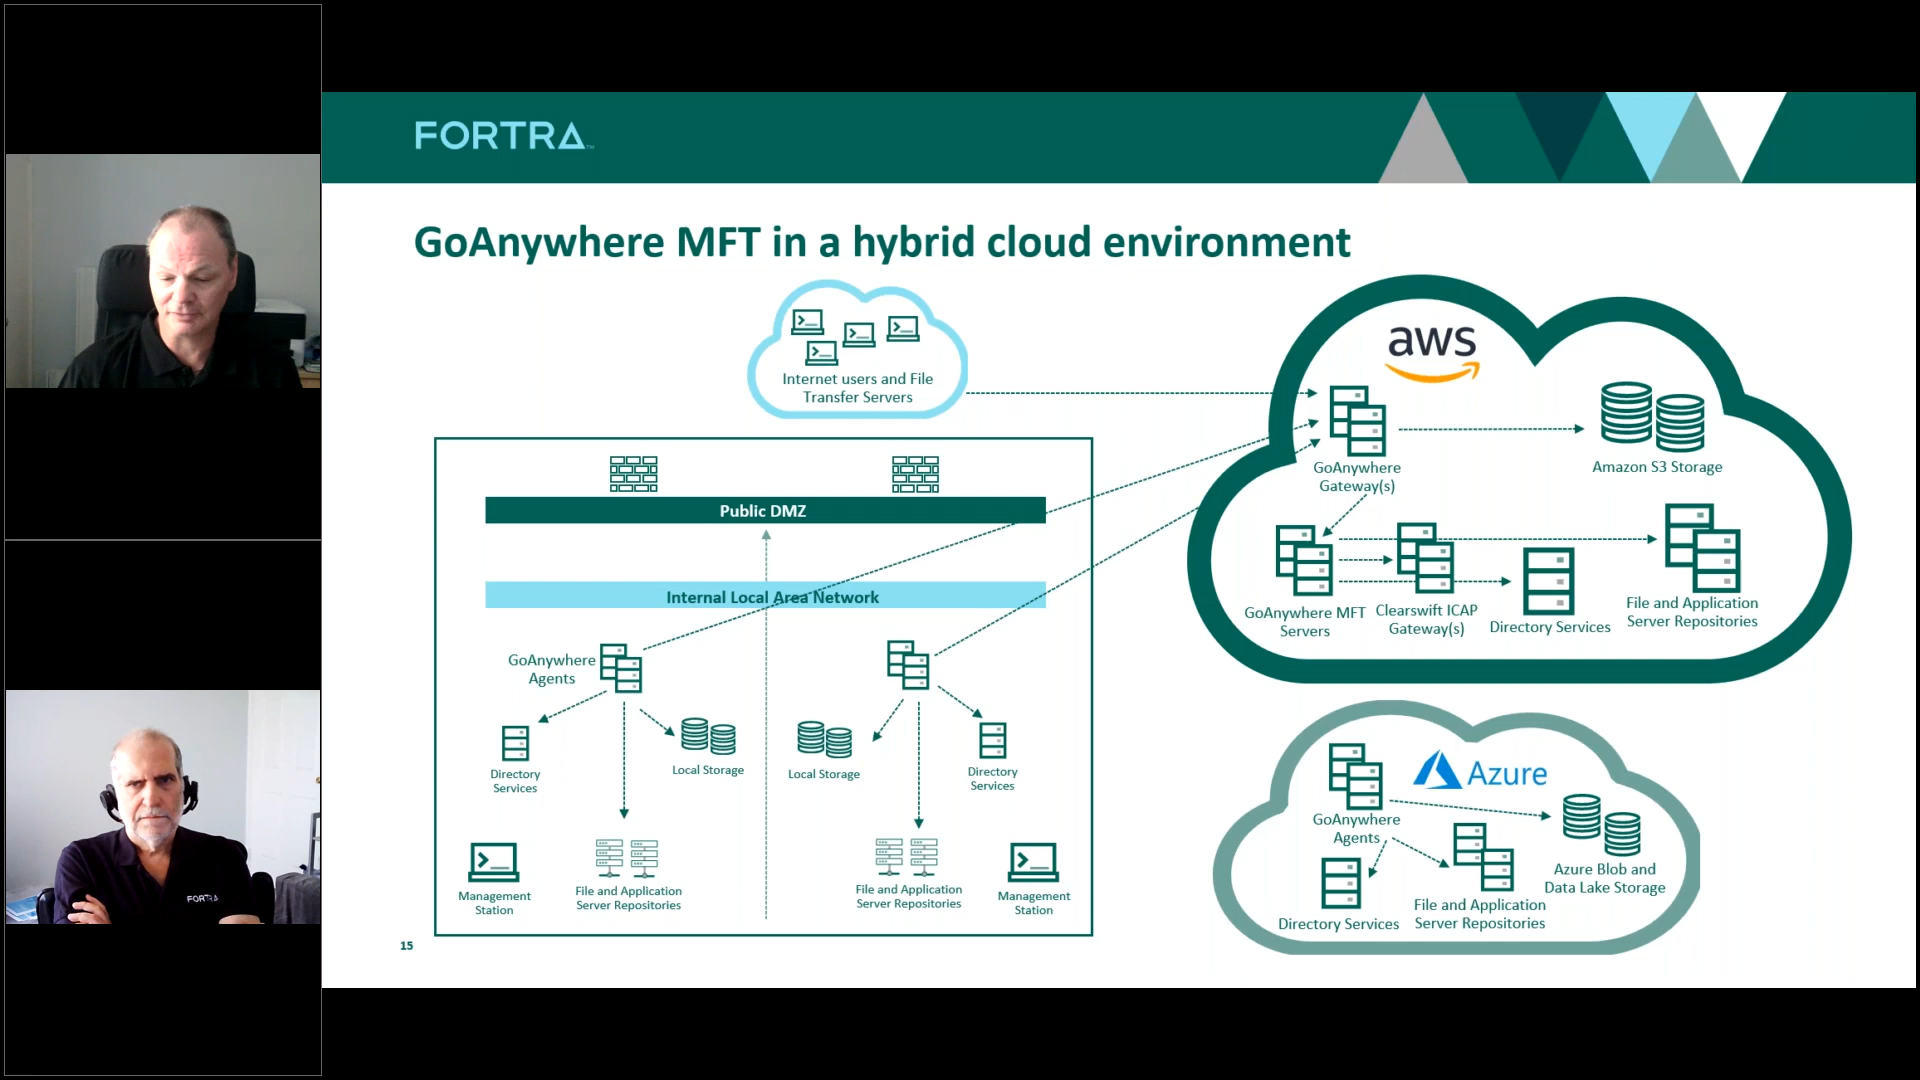 FORTRA™
GoAnywhere MFT in a hybrid cloud environment
Internet users and File
Transfer Servers
Public DMZ
Internal Local Area Network
GoAnywhere
Agents
Directory
Services
Local Storage
Local Storage
Directory
Services
Management
Station
File and Application
Server Repositories
File and Application
Server Repositories
Management
Station
aws
GoAnywhere
Gateway(s)
Amazon S3 Storage
GoAnywhere MFT
Servers
Clearswift ICAP
Gateway(s)
Directory Services
File and Application
Server Repositories
Azure
GoAnywhere
Agents
Azure Blob and
Data Lake Storage
Directory Services
File and Application
Server Repositories
15
FORTRA